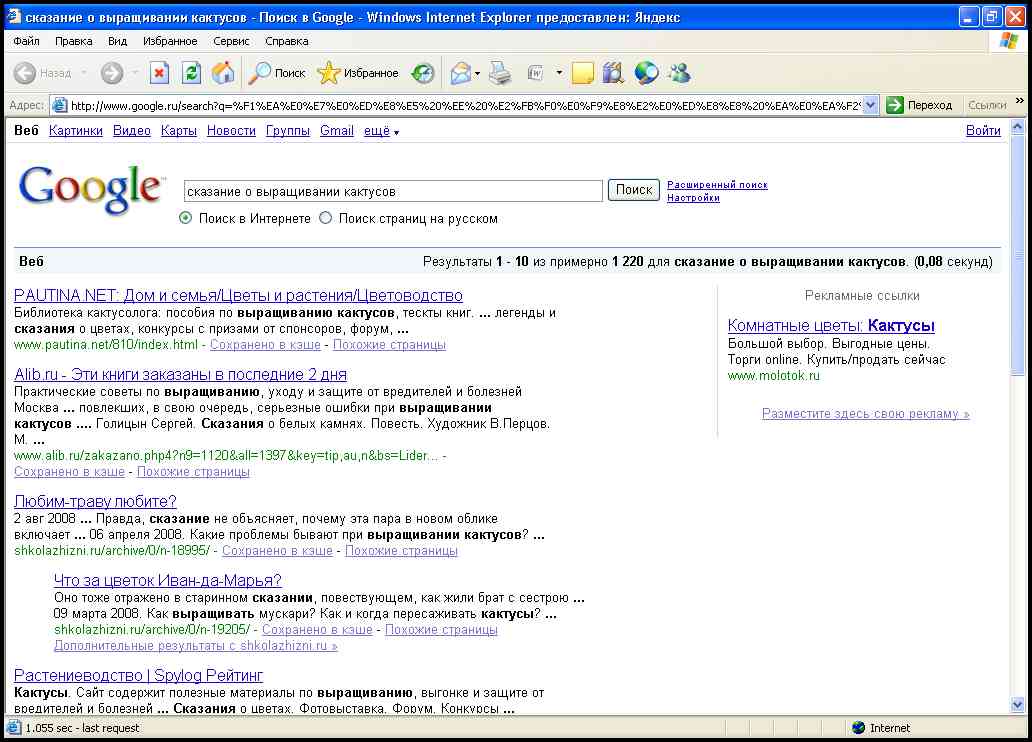 сказание о выращивании кактусов - Поиск в Google - Windows Internet Explorer предоставлен: Яндекс
Файл Правка Вид Избранное Сервис Справка
Назад Поиск Избранное
Адрес: http://www.google.ru/search?q=%F1%EA%E0%E7%E0%ED%E8%E5%20%EE%20%E2%FB%F0%E0%F9%E8%E2%E0%ED%E8%E8%20%EA%E0%EA%F2% Переход Ссылки »
Веб Картинки Видео Карты Новости Группы Gmail ещё Войти
Google™
сказание о выращивании кактусов Поиск Расширенный поиск
Настройки
Поиск в Интернете Поиск страниц на русском
Веб Результаты 1 - 10 из примерно 1 220 для сказание о выращивании кактусов. (0,08 секунд)
PAUTINA.NET: Дом и семья/Цветы и растения/Цветоводство
Библиотека кактусолога: пособия по выращиванию кактусов, тескты книг. ... легенды и
сказания о цветах, конкурсы с призами от спонсоров, форум, ...
www.pautina.net/810/index.html - Сохранено в кэше - Похожие страницы
Alib.ru - Эти книги заказаны в последние 2 дня
Практические советы по выращиванию, уходу и защите от вредителей и болезней
Москва ... повлекших, в свою очередь, серьезные ошибки при выращивании
кактусов .... Голицын Сергей. Сказания о белых камнях. Повесть. Художник В.Перцов.
М. ...
www.alib.ru/zakazano.php4?n9=1120&all=1397&key=tip,au,n&bs=Lider... -
Сохранено в кэше - Похожие страницы
Любим-траву любите?
2 авг 2008 ... Правда, сказание не объясняет, почему эта пара в новом облике
включает ... 06 апреля 2008. Какие проблемы бывают при выращивании кактусов? ...
shkolazhizni.ru/archive/0/n-18995/ - Сохранено в кэше - Похожие страницы
Что за цветок Иван-да-Марья?
Оно тоже отражено в старинном сказании, повествующем, как жили брат с сестрою ...
09 марта 2008. Как выращивать мускари? Как и когда пересаживать кактусы? ...
shkolazhizni.ru/archive/0/n-19205/ - Сохранено в кэше - Похожие страницы
Дополнительные результаты с shkolazhizni.ru »
Растениеводство | Spylog Рейтинг
Кактусы. Сайт содержит полезные материалы по выращиванию, выгонке и защите от
вредителей и болезней ... Сказания о цветах. Фотовыставка. Форум. Конкурсы ...
Рекламные ссылки
Комнатные цветы: Кактусы
Большой выбор. Выгодные цены.
Торги online. Купить/продать сейчас
www.molotok.ru
Разместите здесь свою рекламу »
1.055 sec - last request Internet